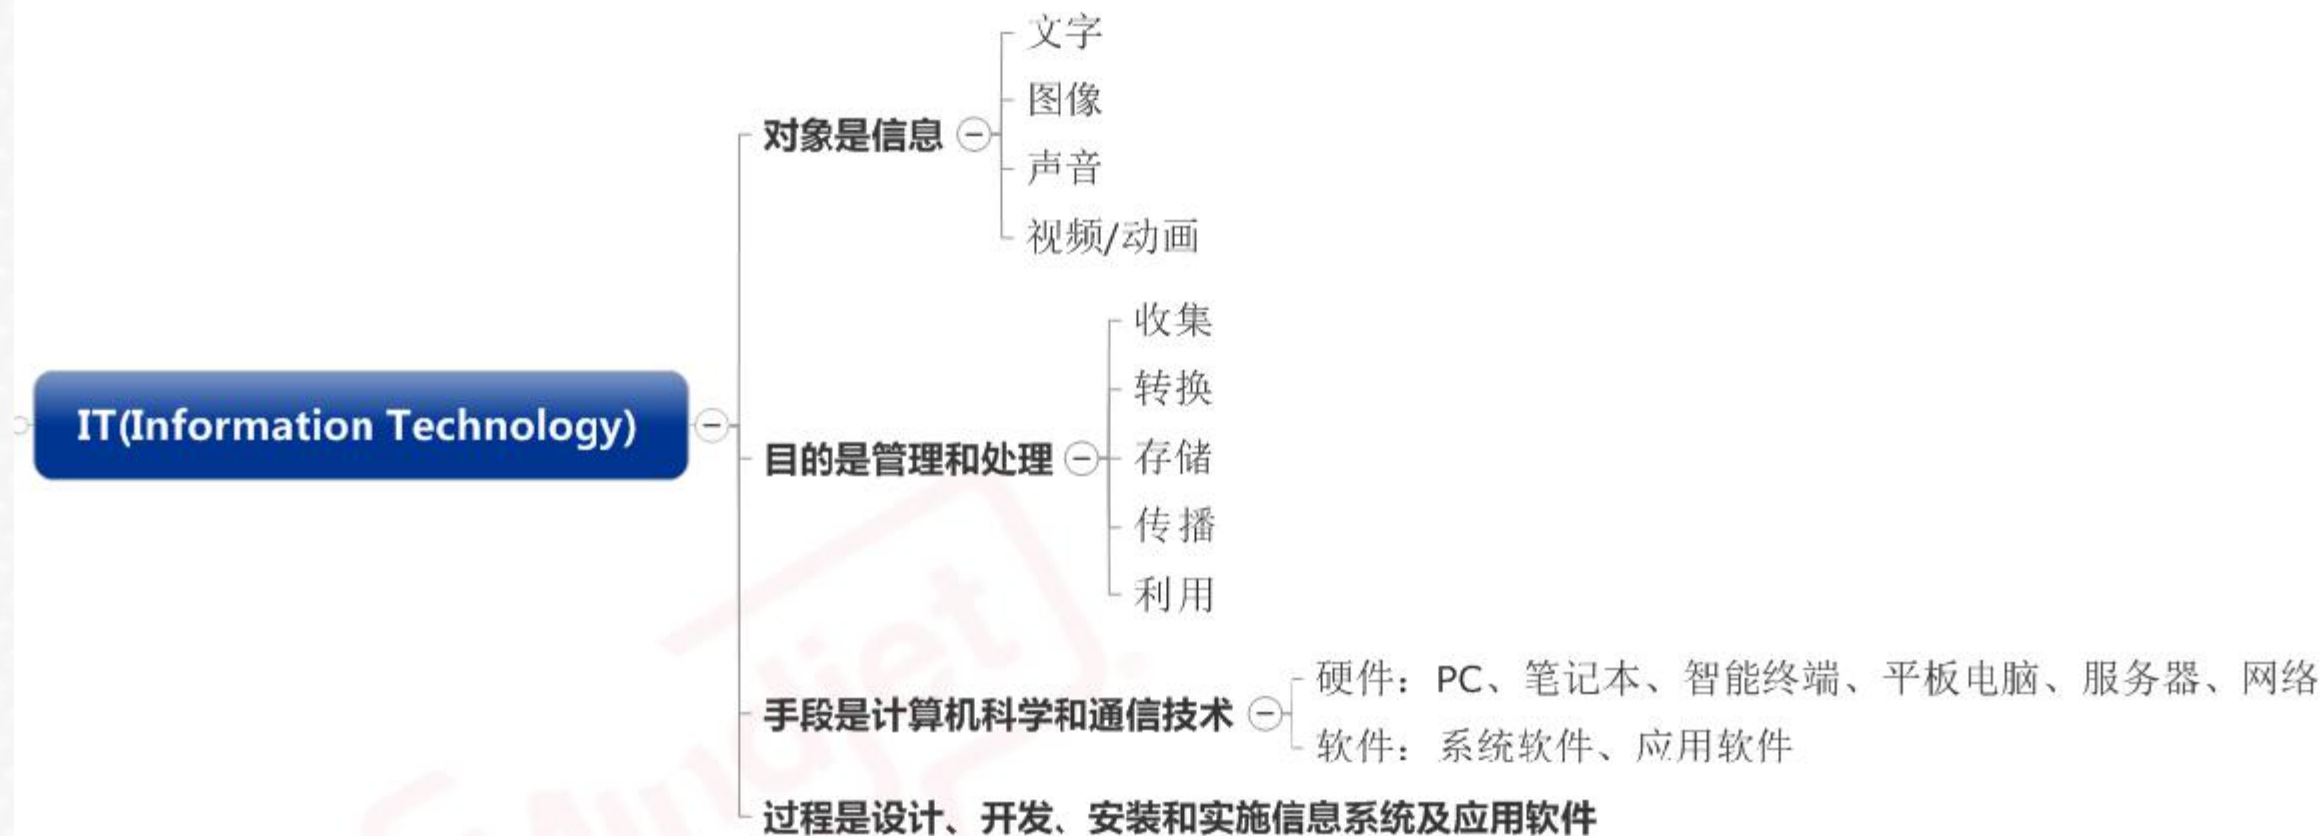 文字
图像
对象是信息
声音
视频/动画
收集
转换
IT(Information Technology)
目的是管理和处理
存储
传播
利用
硬件：PC、笔记本、智能终端、平板电脑、服务器、网络
手段是计算机科学和通信技术
软件：系统软件、应用软件
过程是设计、开发、安装和实施信息系统及应用软件
Mindjet